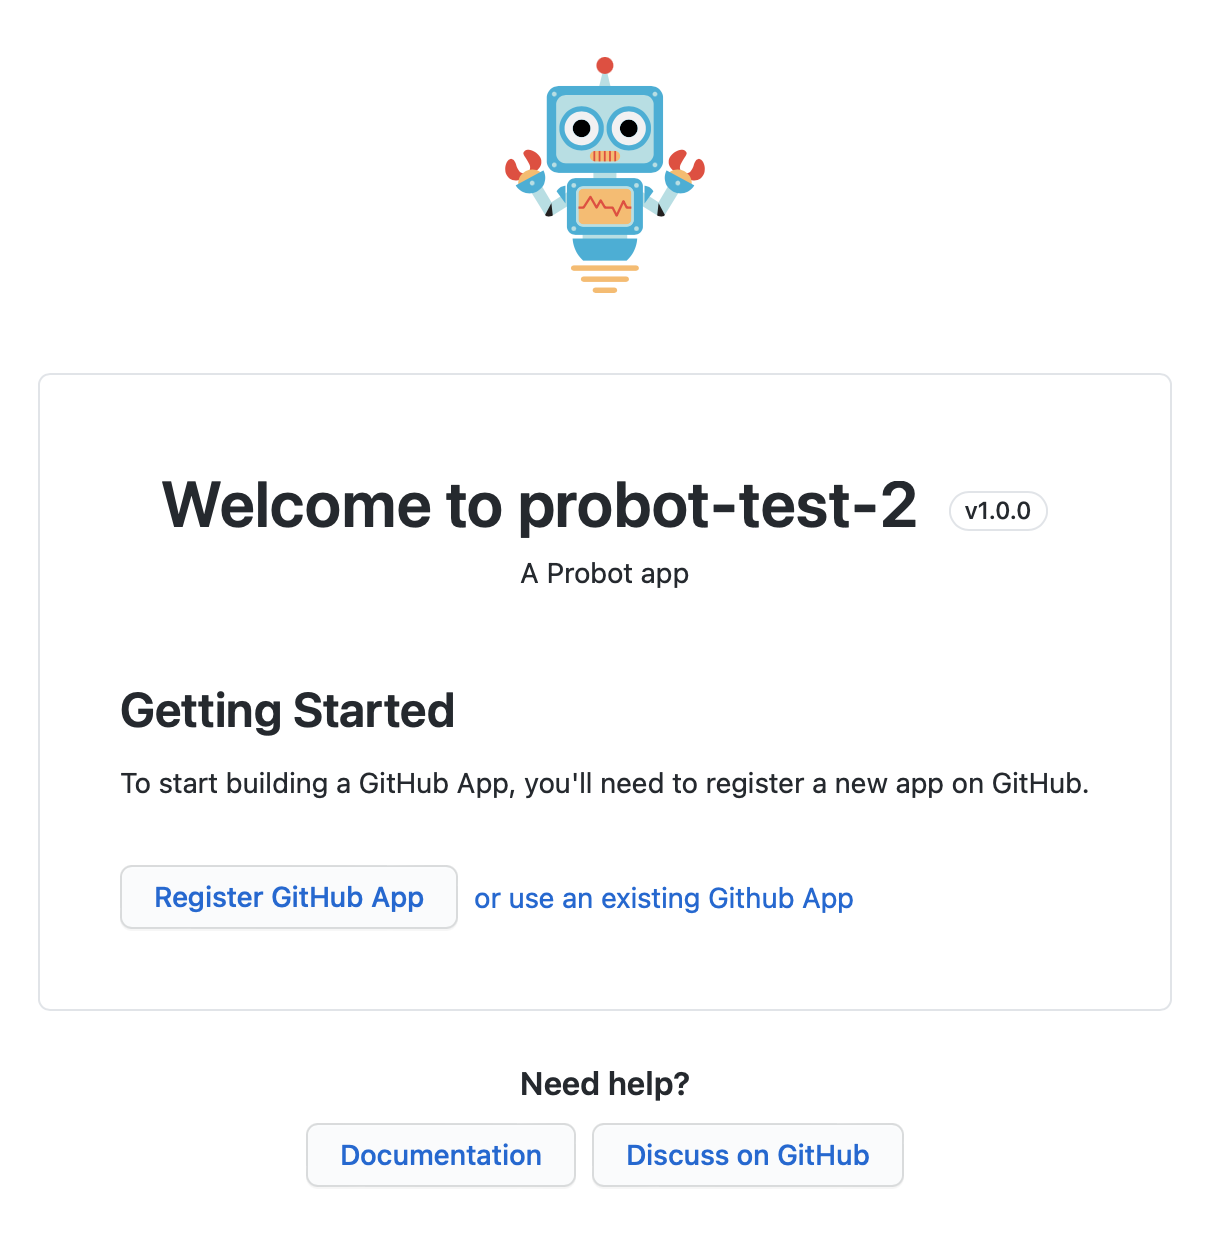 Welcome to probot-test-2 v1.0.0
A Probot app
Getting Started
To start building a GitHub App, you'll need to register a new app on GitHub.
Register GitHub App or use an existing Github App
Need help?
Documentation Discuss on GitHub